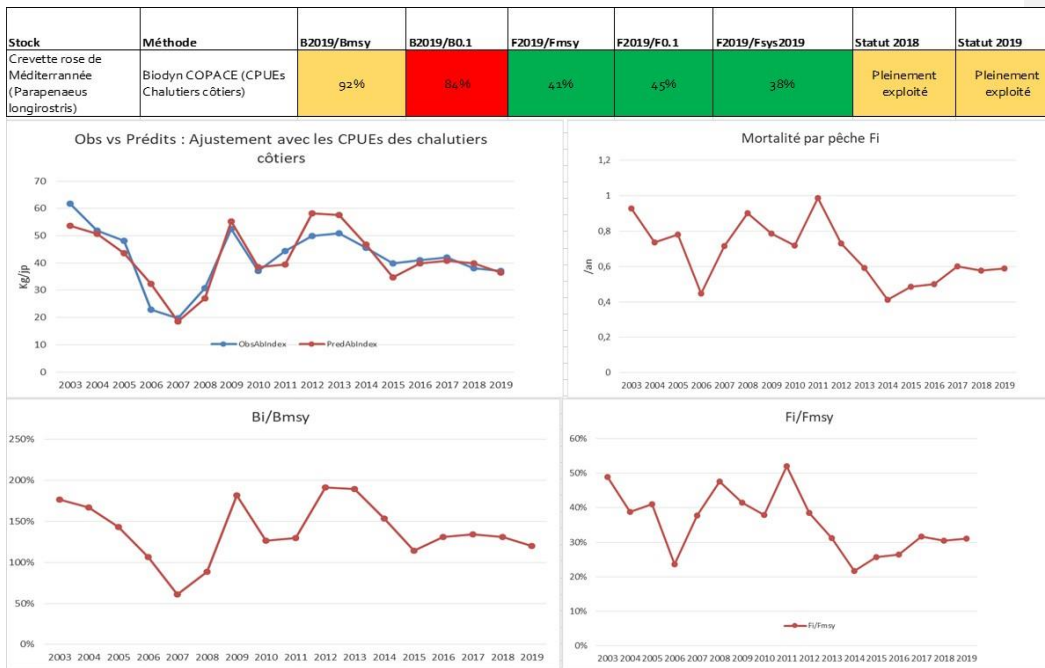 Stock Méthode B2019/Bmsy B2019/B0.1 F2019/Fmsy F2019/F0.1 F2019/Fsys2019 Statut 2018 Statut 2019
Crevette rose de
Méditerrannée
(Parapenaeus
longirostris)
Biodyn COPACE (CPUEs
Chalutiers côtiers)
92% 84% 41% 45% 38%
Pleinement
exploité
Pleinement
exploité
Obs vs Prédits : Ajustement avec les CPUEs des chalutiers
côtiers
70
60
50
40
30
20
10
0
Kg/jp
ObsAbIndex PredAbIndex
2003 2004 2005 2006 2007 2008 2009 2010 2011 2012 2013 2014 2015 2016 2017 2018 2019
Mortalité par pêche Fi
1,2
1
0,8
0,6
0,4
0,2
0
/an
2003 2004 2005 2006 2007 2008 2009 2010 2011 2012 2013 2014 2015 2016 2017 2018 2019
Bi/Bmsy
250%
200%
150%
100%
50%
0%
2003 2004 2005 2006 2007 2008 2009 2010 2011 2012 2013 2014 2015 2016 2017 2018 2019
Fi/Fmsy
60%
50%
40%
30%
20%
10%
0%
Fi/Fmsy
2003 2004 2005 2006 2007 2008 2009 2010 2011 2012 2013 2014 2015 2016 2017 2018 2019